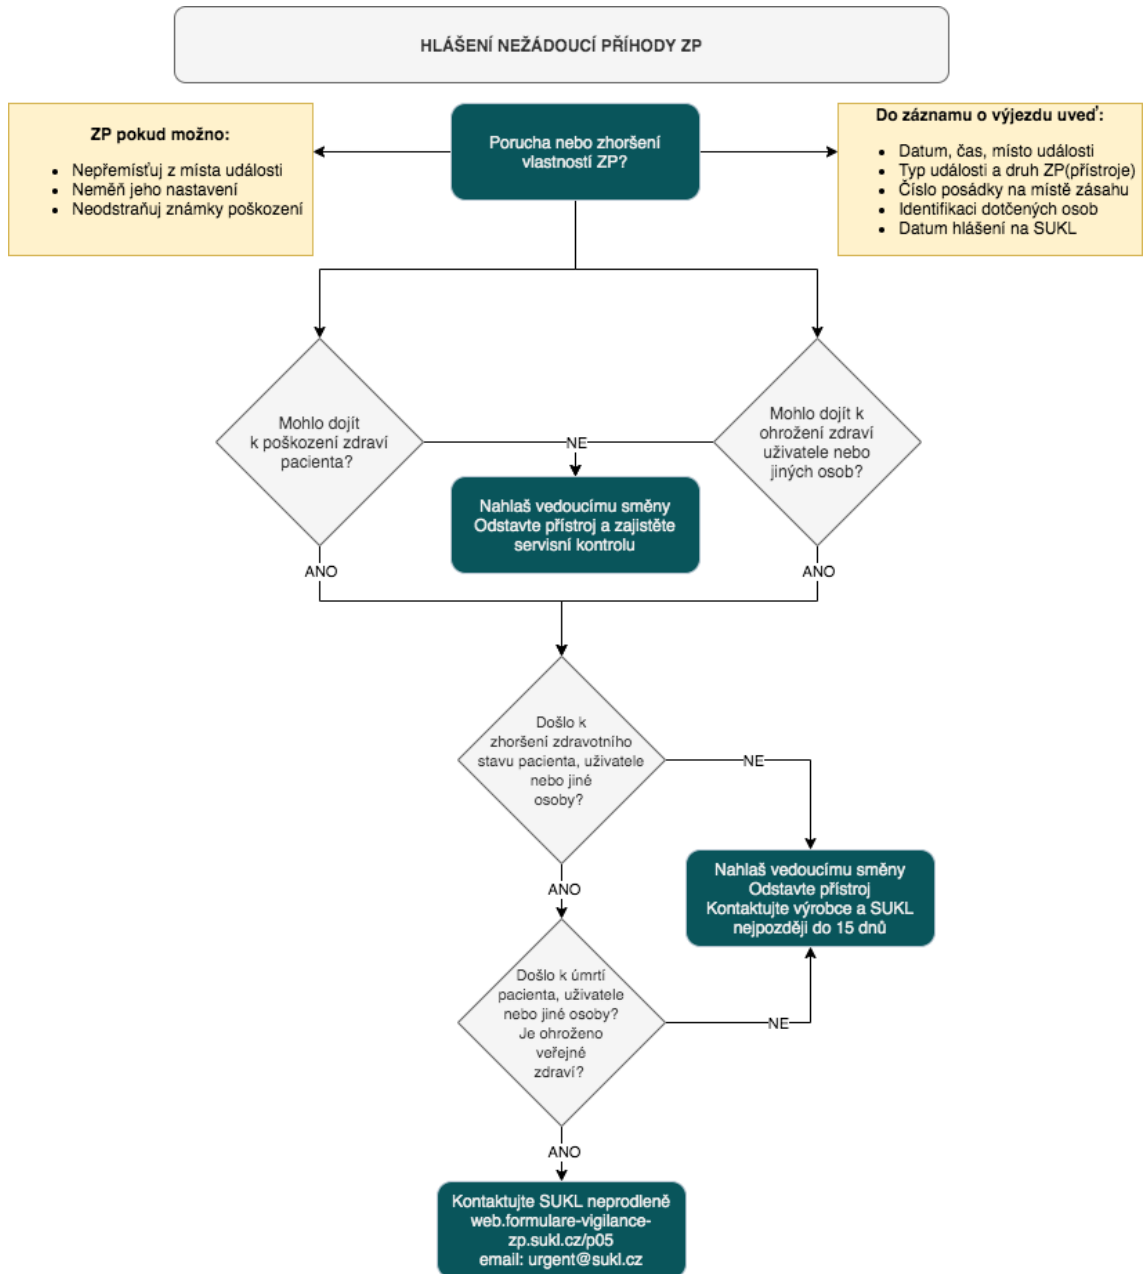 HLÁŠENÍ NEŽÁDOUCÍ PŘÍHODY ZP
ZP pokud možno:
• Nepřemísťuj z místa události
• Neměň jeho nastavení
• Neodstraňuj známky poškození
Porucha nebo zhoršení
vlastností ZP?
Do záznamu o výjezdu uveď:
• Datum, čas, místo události
• Typ události a druh ZP(přístroje)
• Číslo posádky na místě zásahu
• Identifikaci dotčených osob
• Datum hlášení na SUKL
Mohlo dojít
k poškození zdraví
pacienta?
NE
Mohlo dojít k
ohrožení zdraví
uživatele nebo
jiných osob?
Nahlaš vedoucímu směny
Odstavte přístroj a zajistěte
servisní kontrolu
ANO
ANO
Došlo k
zhoršení zdravotního
stavu pacienta, uživatele
nebo jiné
osoby?
NE
Nahlaš vedoucímu směny
Odstavte přístroj
Kontaktujte výrobce a SUKL
nejpozději do 15 dnů
ANO
Došlo k úmrtí
pacienta, uživatele
nebo jiné osoby?
Je ohroženo
veřejné
zdraví?
NE
ANO
Kontaktujte SUKL neprodleně
web.formulare-vigilance-
zp.sukl.cz/p05
email: urgent@sukl.cz